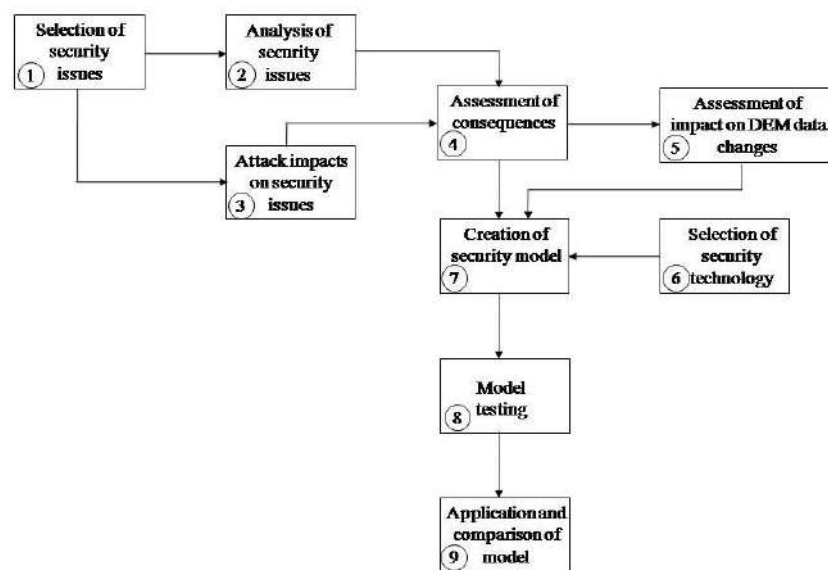 Selection of
security
issues
1
Analysis of
security
issues
2
Attack impacts
on security
issues
3
Assessment of
consequences
4
Assessment of
impact on DEM data
changes
5
Selection of
security
technology
6
Creation of
security model
7
Model
testing
8
Application and
comparison of
model
9